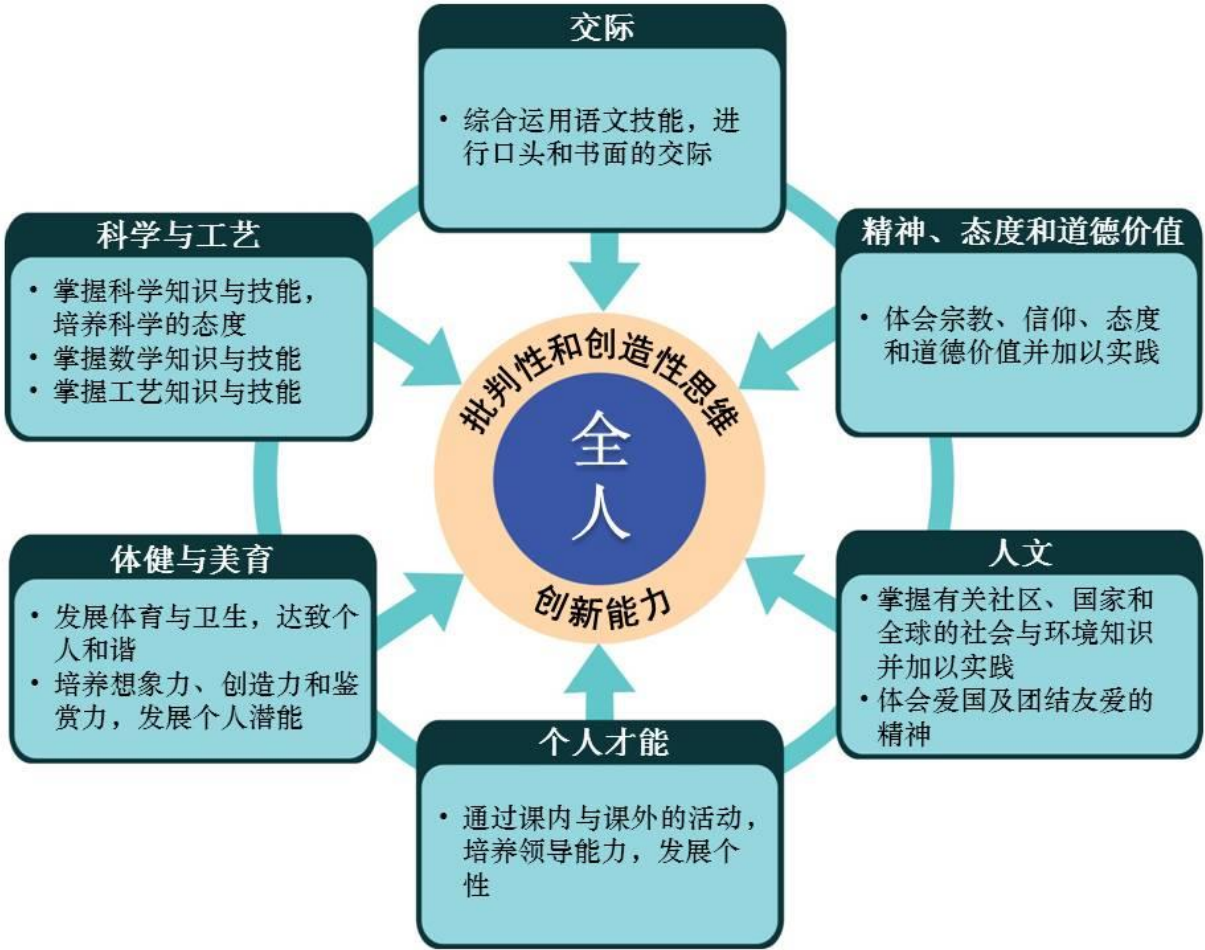 交际
• 综合运用语文技能，进
行口头和书面的交际
科学与工艺
• 掌握科学知识与技能，
培养科学的态度
• 掌握数学知识与技能
• 掌握工艺知识与技能
精神、态度和道德价值
• 体会宗教、信仰、态度
和道德价值并加以实践
批判性和创造性思维
全
人
创新能力
体健与美育
• 发展体育与卫生，达致个
人和谐
• 培养想象力、创造力和鉴
赏力，发展个人潜能
人文
• 掌握有关社区、国家和
全球的社会与环境知识
并加以实践
• 体会爱国及团结友爱的
精神
个人才能
• 通过课内与课外的活动，
培养领导能力，发展个
性